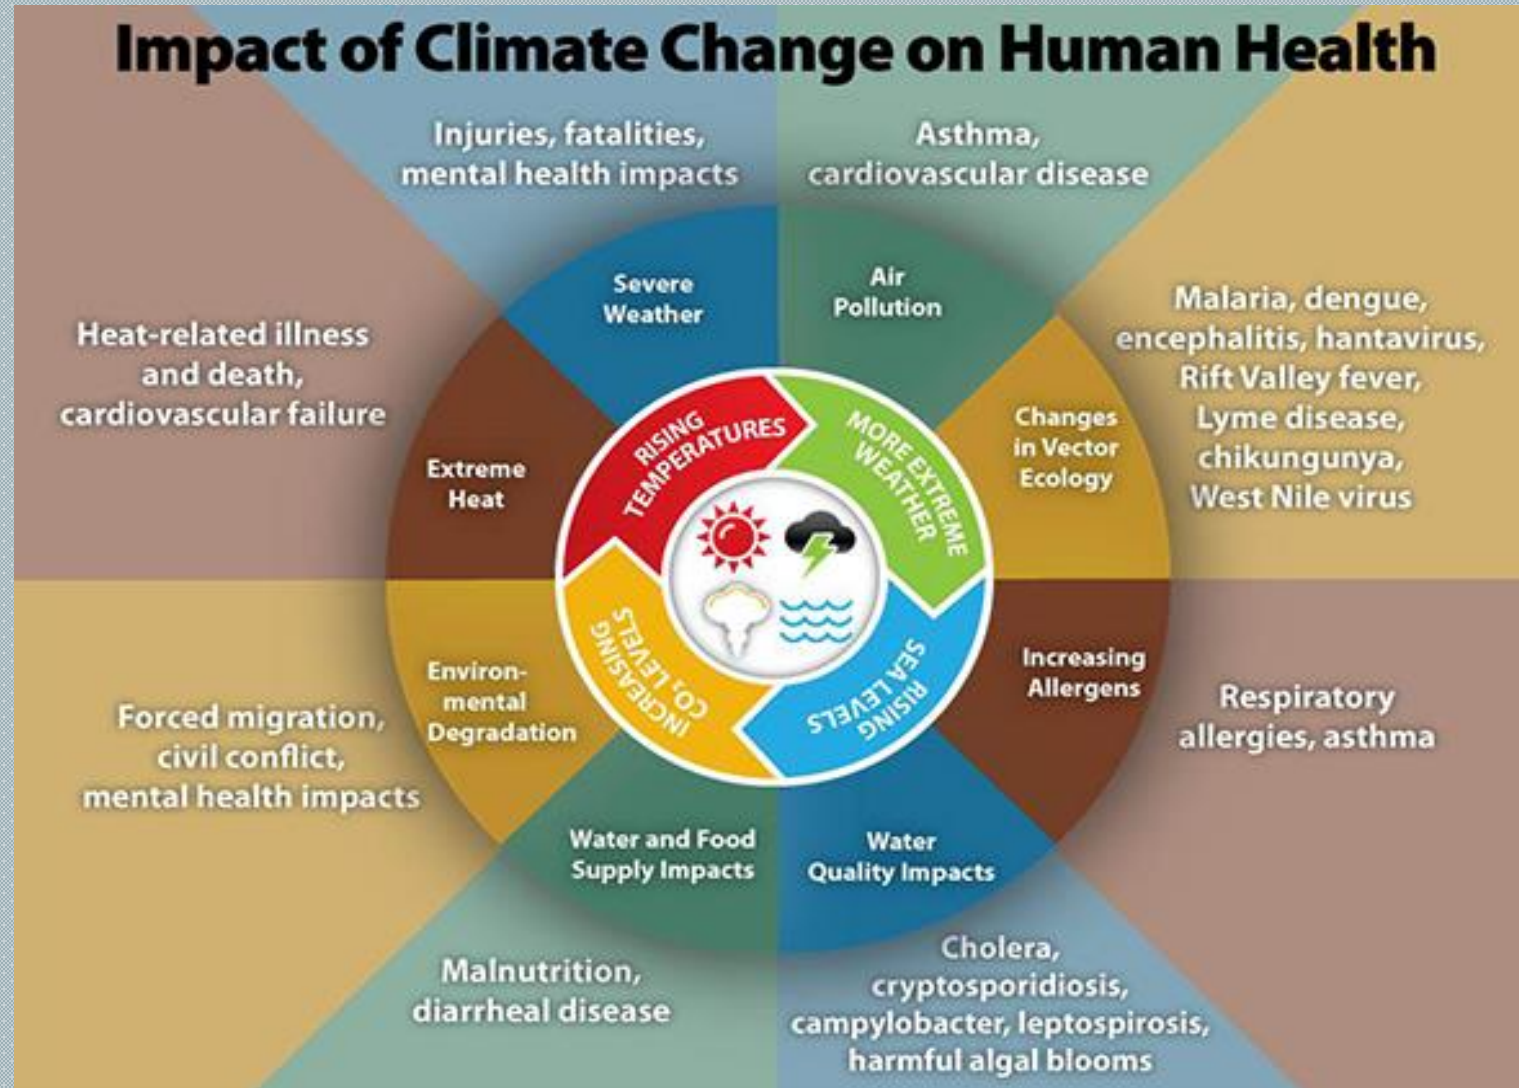 Impact of Climate Change on Human Health
Injuries, fatalities,
mental health impacts
Asthma,
cardiovascular disease
Severe
Weather
Air
Pollution
Malaria, dengue,
encephalitis, hantavirus,
Rift Valley fever,
Lyme disease,
chikungunya,
West Nile virus
Changes
in Vector
Ecology
Heat-related illness
and death,
cardiovascular failure
Extreme
Heat
RISING
TEMPERATURES
MORE EXTREME
WEATHER
RISING
SEA LEVELS
INCREASING
CO₂ LEVELS
Increasing
Allergens
Respiratory
allergies, asthma
Environ-
mental
Degradation
Forced migration,
civil conflict,
mental health impacts
Water and Food
Supply Impacts
Water
Quality Impacts
Malnutrition,
diarrheal disease
Cholera,
cryptosporidiosis,
campylobacter, leptospirosis,
harmful algal blooms